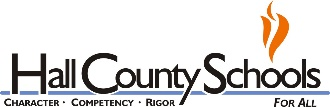 Hall County Schools
CHARACTER · COMPETENCY · RIGOR FOR ALL